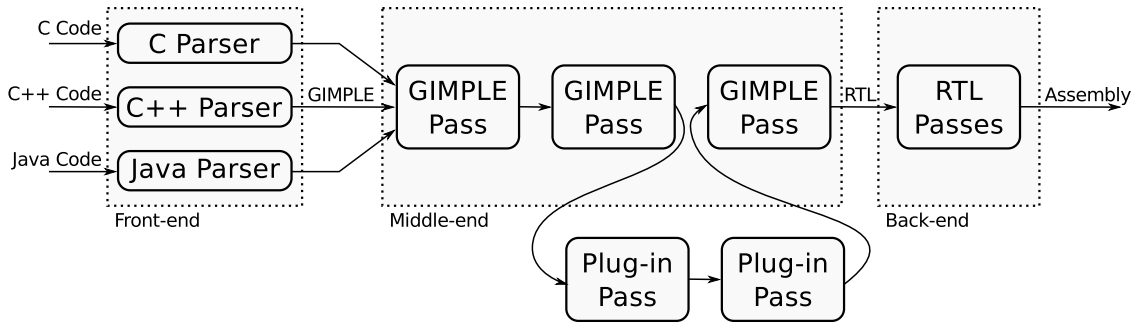 C Code
C Parser
C++ Code
C++ Parser
GIMPLE
Java Code
Java Parser
Front-end
GIMPLE
Pass
GIMPLE
Pass
GIMPLE
Pass
Middle-end
RTL
RTL
Passes
Assembly
Back-end
Plug-in
Pass
Plug-in
Pass